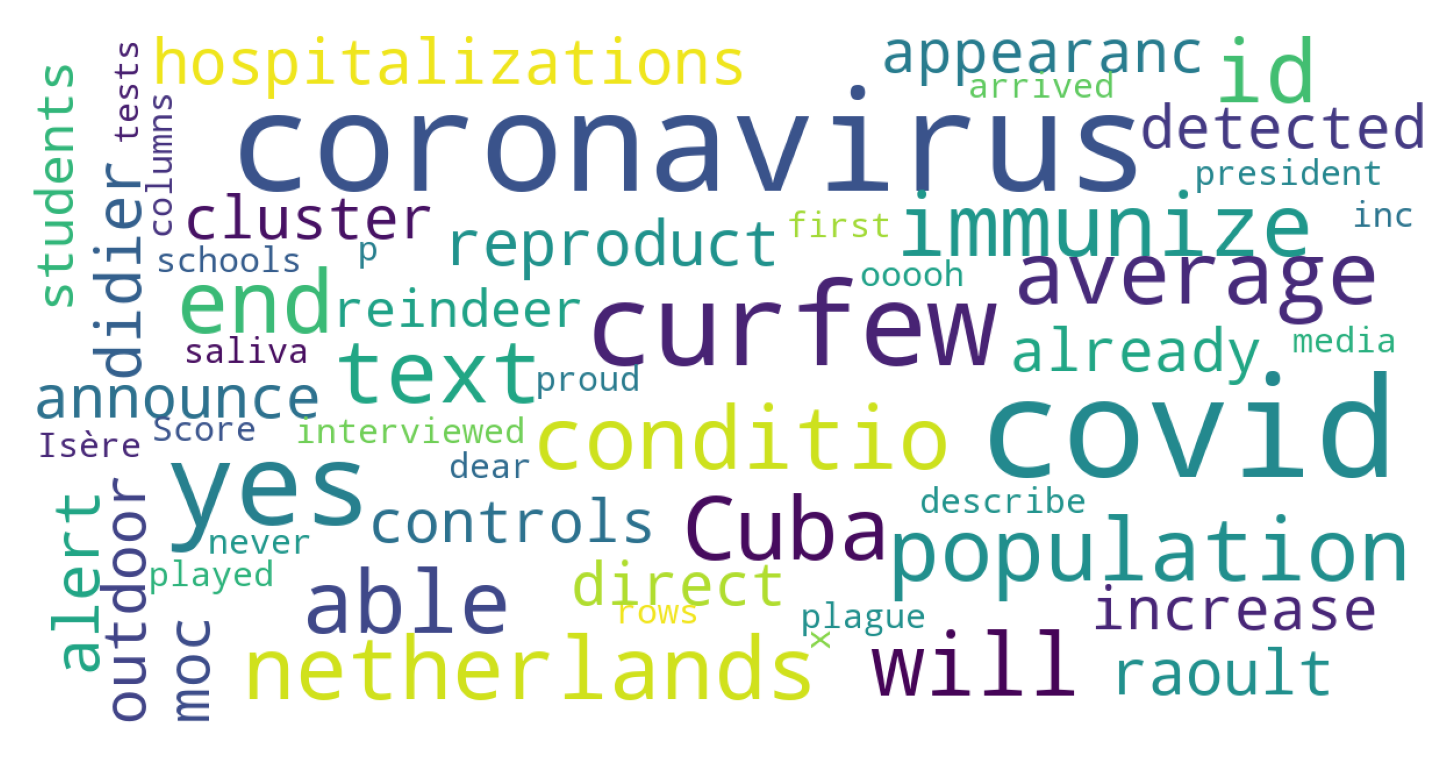 hospitalizations
appearanc
id
tests
students
arrived
coronavirus
detected
columns
president
didier
cluster
p
reproduct
first
immunize
inc
schools
ooooh
average
end
reindeer
curfew
already
media
saliva
text
proud
announce
covid
Isère
Score
interviewed
conditio
dear
yes
alert
outdoor
controls
Cuba
describe
never
population
played
able
direct
rows
plague
increase
moc
netherlands
x
will
raoult